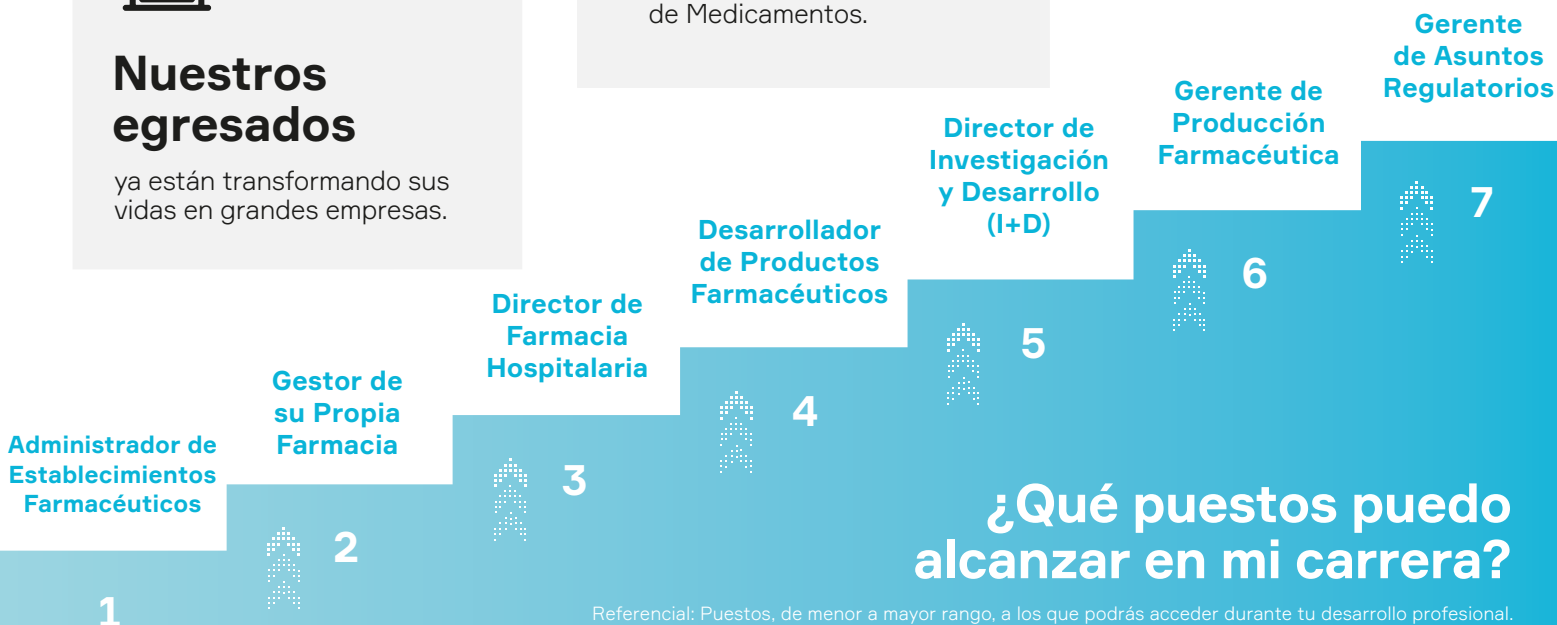 de Medicamentos.
Nuestros
egresados
ya están transformando sus
vidas en grandes empresas.
Administrador de
Establecimientos
Farmacéuticos
1
Gestor de
su Propia
Farmacia
2
Director de
Farmacia
Hospitalaria
3
Desarrollador
de Productos
Farmacéuticos
4
Director de
Investigación
y Desarrollo
(I+D)
5
Gerente de
Producción
Farmacéutica
6
Gerente
de Asuntos
Regulatorios
7
¿Qué puestos puedo
alcanzar en mi carrera?
Referencial: Puestos, de menor a mayor rango, a los que podrás acceder durante tu desarrollo profesional.